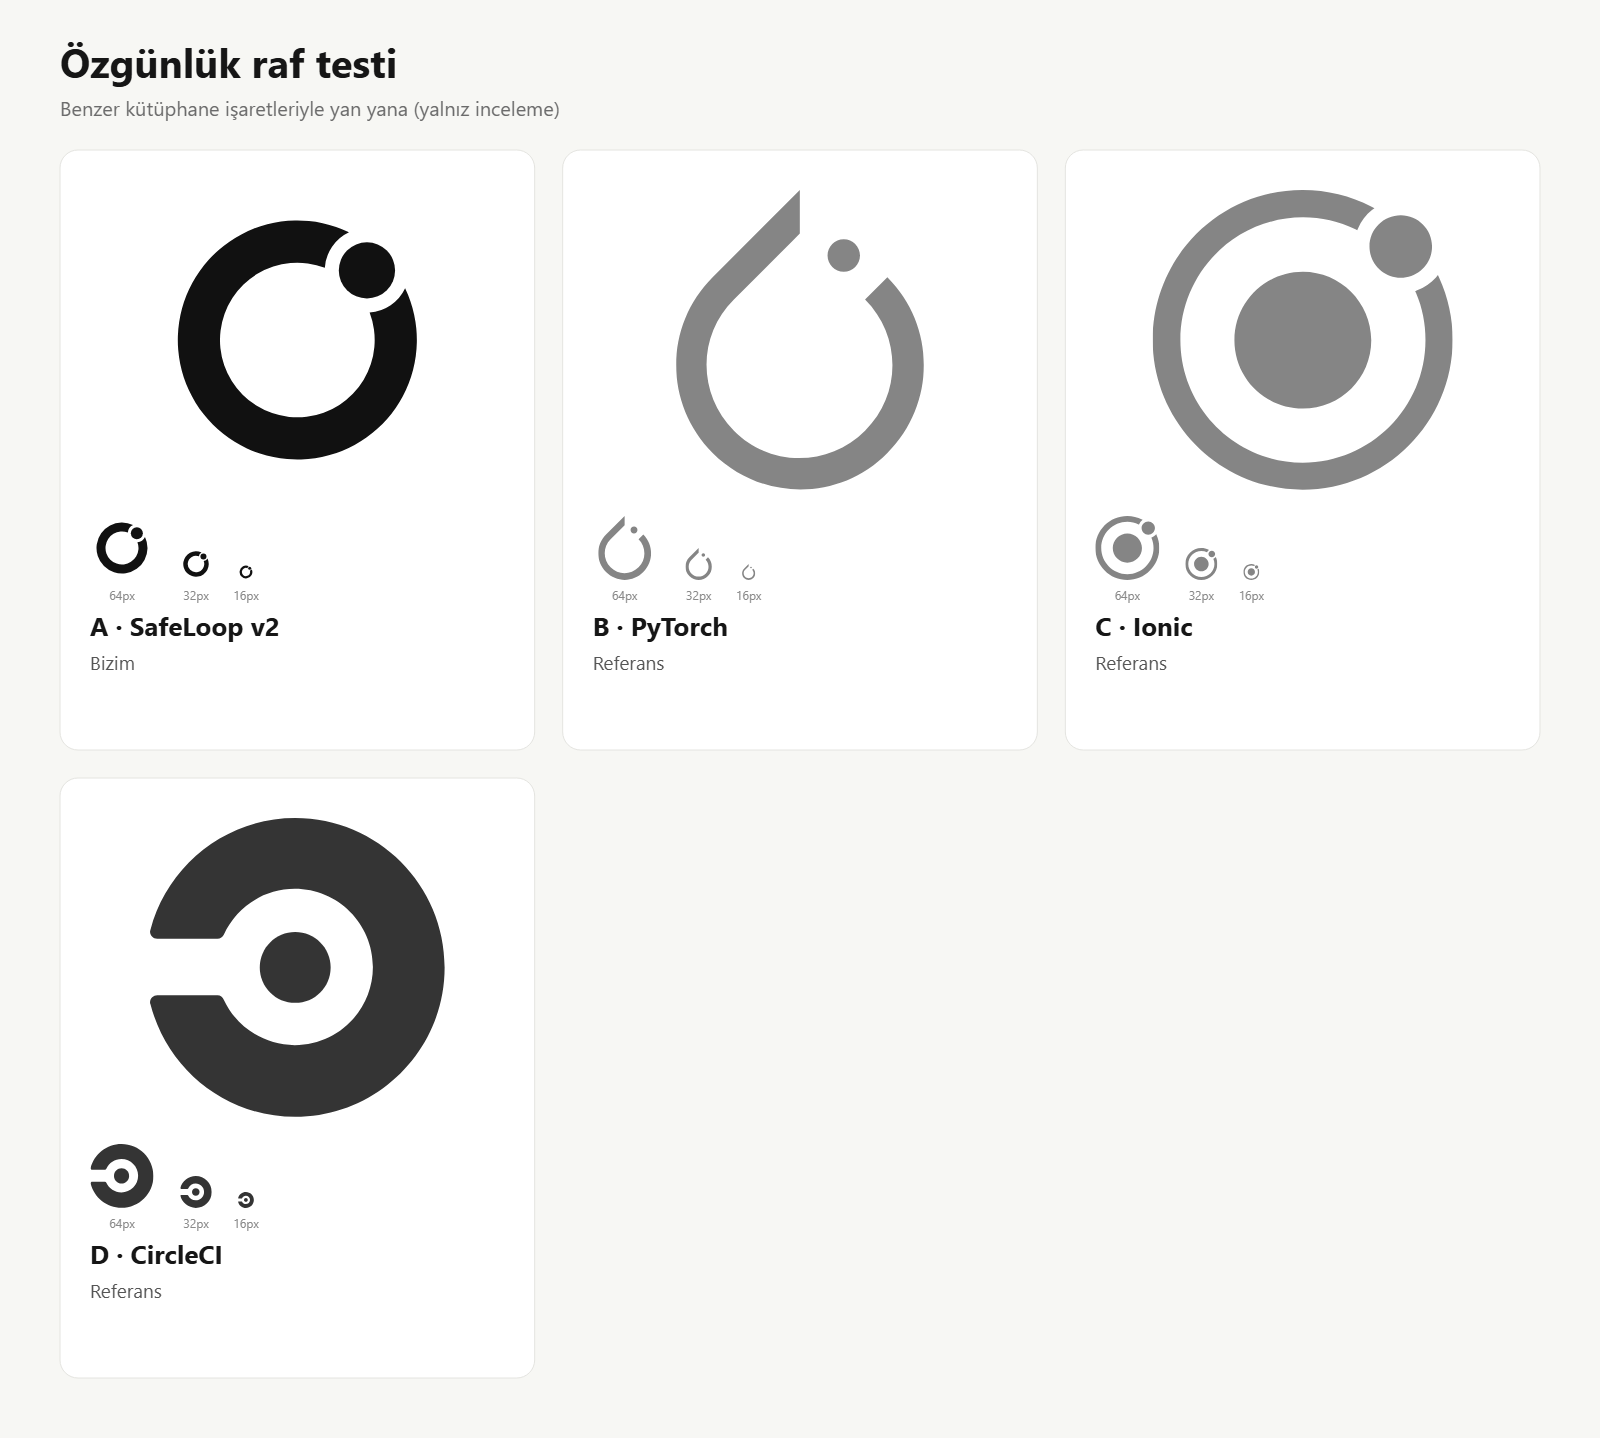 Özgünlük raf testi
Benzer kütüphane işaretleriyle yan yana (yalnız inceleme)
64px 32px 16px
A · SafeLoop v2
Bizim
64px 32px 16px
B · PyTorch
Referans
64px 32px 16px
C · Ionic
Referans
64px 32px 16px
D · CircleCI
Referans